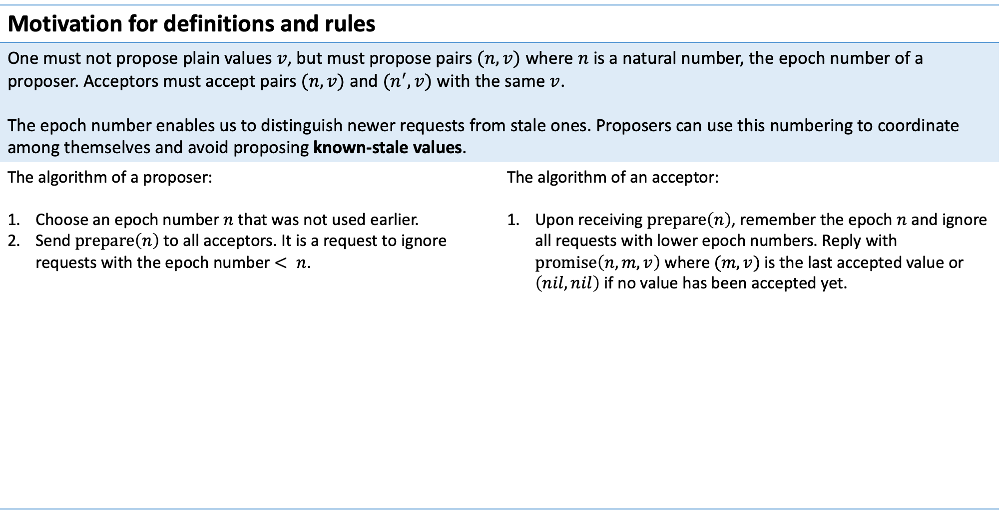 Motivation for definitions and rules
One must not propose plain values 𝑣, but must propose pairs (𝑛, 𝑣) where 𝑛 is a natural number, the epoch number of a
proposer. Acceptors must accept pairs (𝑛, 𝑣) and (𝑛′, 𝑣) with the same 𝑣.
The epoch number enables us to distinguish newer requests from stale ones. Proposers can use this numbering to coordinate
among themselves and avoid proposing known-stale values.
The algorithm of a proposer:
1. Choose an epoch number 𝑛 that was not used earlier.
2. Send prepare(𝑛) to all acceptors. It is a request to ignore
requests with the epoch number < 𝑛.
The algorithm of an acceptor:
1. Upon receiving prepare(𝑛), remember the epoch 𝑛 and ignore
all requests with lower epoch numbers. Reply with
promise(𝑛, 𝑚, 𝑣) where (𝑚, 𝑣) is the last accepted value or
(𝑛𝑖𝑙, 𝑛𝑖𝑙) if no value has been accepted yet.